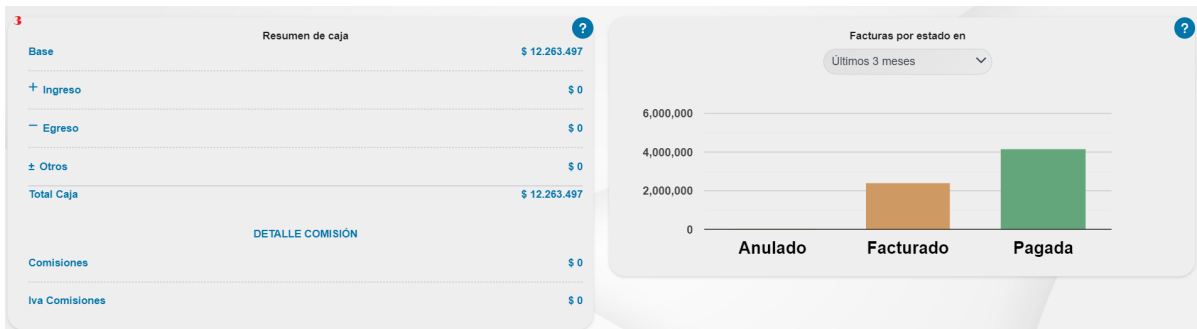 3
Resumen de caja
?
Base $ 12.263.497
+ Ingreso $ 0
− Egreso $ 0
± Otros $ 0
Total Caja $ 12.263.497
DETALLE COMISIÓN
Comisiones $ 0
Iva Comisiones $ 0
Facturas por estado en
?
Últimos 3 meses
6,000,000
4,000,000
2,000,000
0
Anulado Facturado Pagada